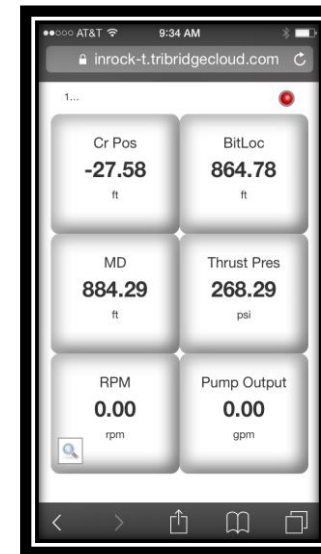 AT&T 9:34 AM
inrock-t.tribridgecloud.com
1...
Cr Pos BitLoc
-27.58 864.78
ft ft
MD Thrust Pres
884.29 268.29
ft psi
RPM Pump Output
0.00 0.00
rpm gpm